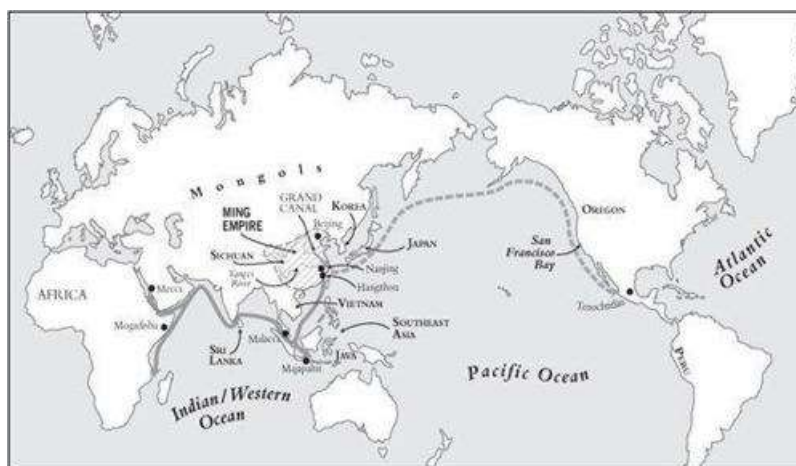 Mongols
GRAND
CANAL
KOREA
MING
EMPIRE
Beijing
SICHUAN
Yangzi
River
JAPAN
Nanjing
Hangzhou
VIETNAM
AFRICA
Mecca
Mogadishu
SRI
LANKA
Malacca
SOUTHEAST
ASIA
JAVA
Majapahit
Indian/Western
Ocean
OREGON
San
Francisco
Bay
Tenochtitlan
Atlantic
Ocean
Pacific Ocean
PERU